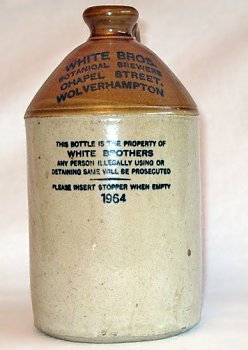 WHITE BROS.
BOTANICAL BREWERS
CHAPEL STREET,
WOLVERHAMPTON
THIS BOTTLE IS THE PROPERTY OF
WHITE BROTHERS
ANY PERSON ILLEGALLY USING OR
DETAINING SAME WILL BE PROSECUTED
PLEASE INSERT STOPPER WHEN EMPTY
1964